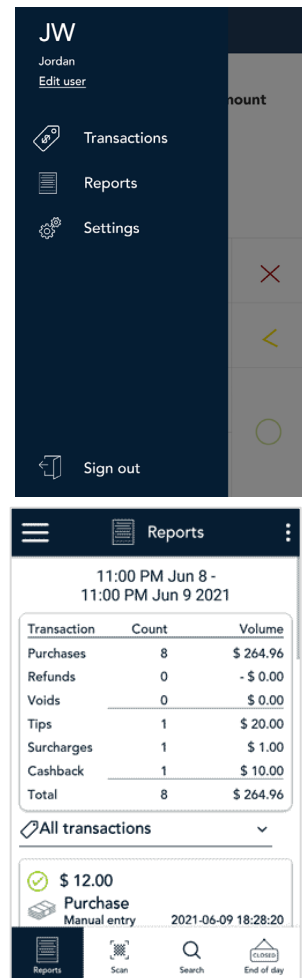 JW
Jordan
Edit user
nount
Transactions
Reports
Settings
Sign out
Reports
11:00 PM Jun 8 -
11:00 PM Jun 9 2021
Transaction Count Volume
Purchases 8 $ 264.96
Refunds 0 - $ 0.00
Voids 0 $ 0.00
Tips 1 $ 20.00
Surcharges 1 $ 1.00
Cashback 1 $ 10.00
Total 8 $ 264.96
All transactions
$ 12.00
Purchase
Manual entry 2021-06-09 18:28:20
CLOSED
Reports Scan Search End of day